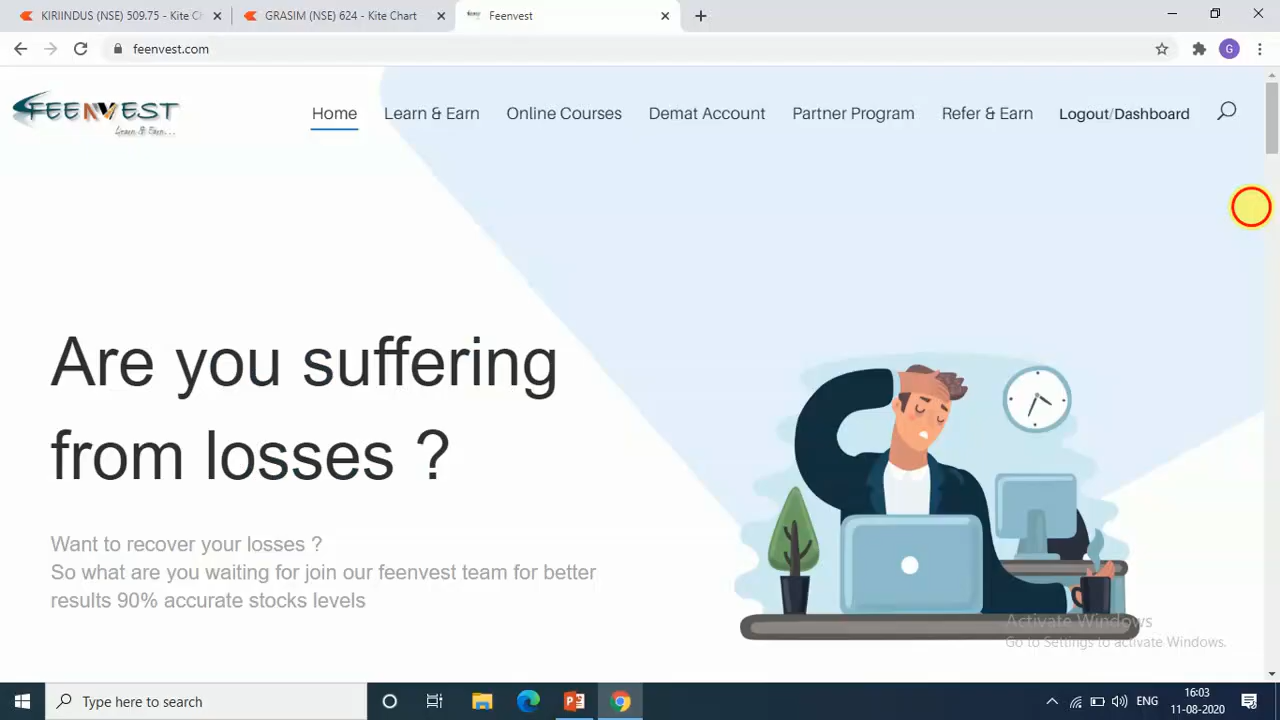 KIRIINDUS (NSE) 509.75 - Kite C
GRASIM (NSE) 624 - Kite Chart
Feenvest
feenvest.com
G
FEENVEST
Learn & Earn...
Home
Learn & Earn
Online Courses
Demat Account
Partner Program
Refer & Earn
Logout/Dashboard
Are you suffering
from losses ?
Want to recover your losses ?
So what are you waiting for join our feenvest team for better
results 90% accurate stocks levels
Activate Windows
Go to Settings to activate Windows.
Type here to search
ENG
16:03
11-08-2020